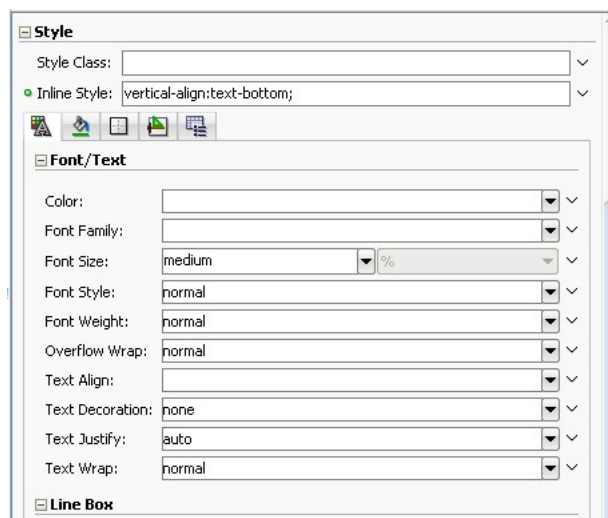 Style
Style Class:
Inline Style: vertical-align:text-bottom;
Font/Text
Color:
Font Family:
Font Size: medium %
Font Style: normal
Font Weight: normal
Overflow Wrap: normal
Text Align:
Text Decoration: none
Text Justify: auto
Text Wrap: normal
Line Box